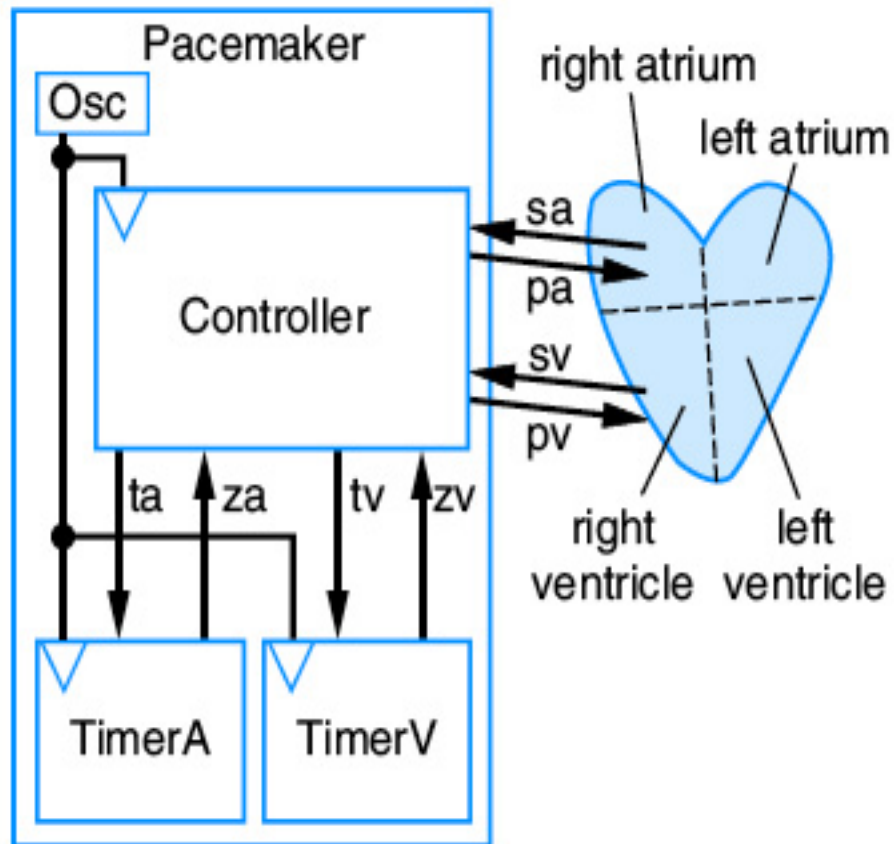 Pacemaker
Osc
right atrium
left atrium
sa
pa
Controller
sv
pv
ta
za
tv
zv
right
ventricle
left
ventricle
TimerA
TimerV